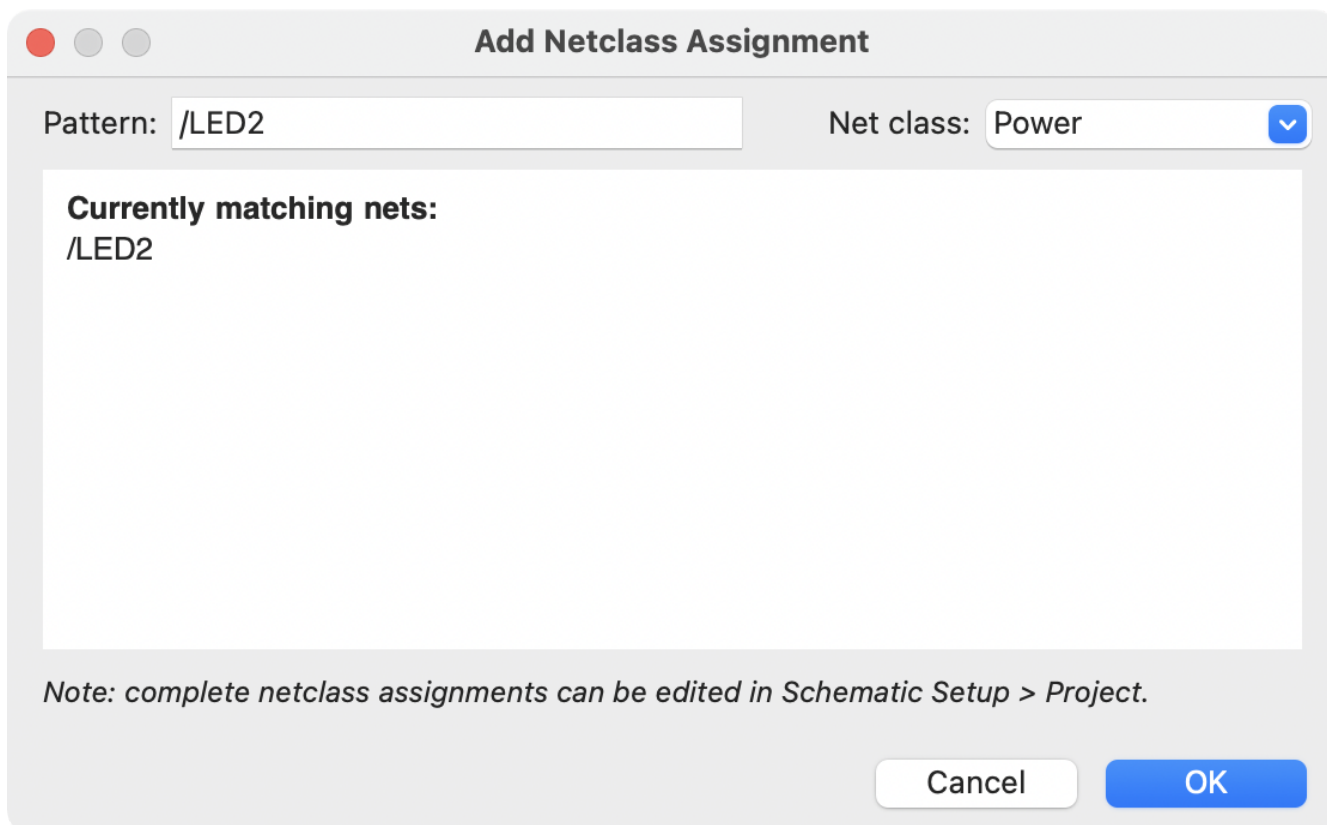 Add Netclass Assignment
Pattern: /LED2 Net class: Power
Currently matching nets:
/LED2
Note: complete netclass assignments can be edited in Schematic Setup > Project.
Cancel OK